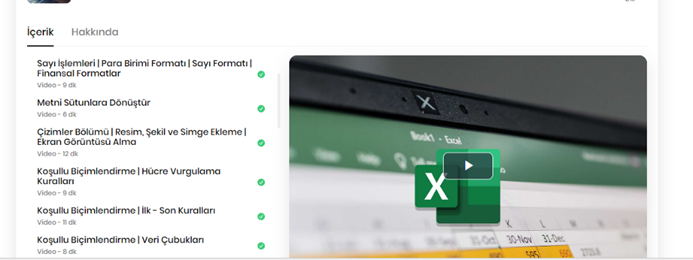 İçerik
Hakkında
Sayı İşlemleri | Para Birimi Formatı | Sayı Formatı |
Finansal Formatlar
Video - 9 dk
Metni Sütunlara Dönüştür
Video - 6 dk
Çizimler Bölümü | Resim, Şekil ve Simge Ekleme |
Ekran Görüntüsü Alma
Video - 12 dk
Koşullu Biçimlendirme | Hücre Vurgulama
Kuralları
Video - 9 dk
Koşullu Biçimlendirme | İlk - Son Kuralları
Video - 11 dk
Koşullu Biçimlendirme | Veri Çubukları
Video - 8 dk
Book1 - Excel
X
K L M
31-Oct 30-Nov 31-Dec